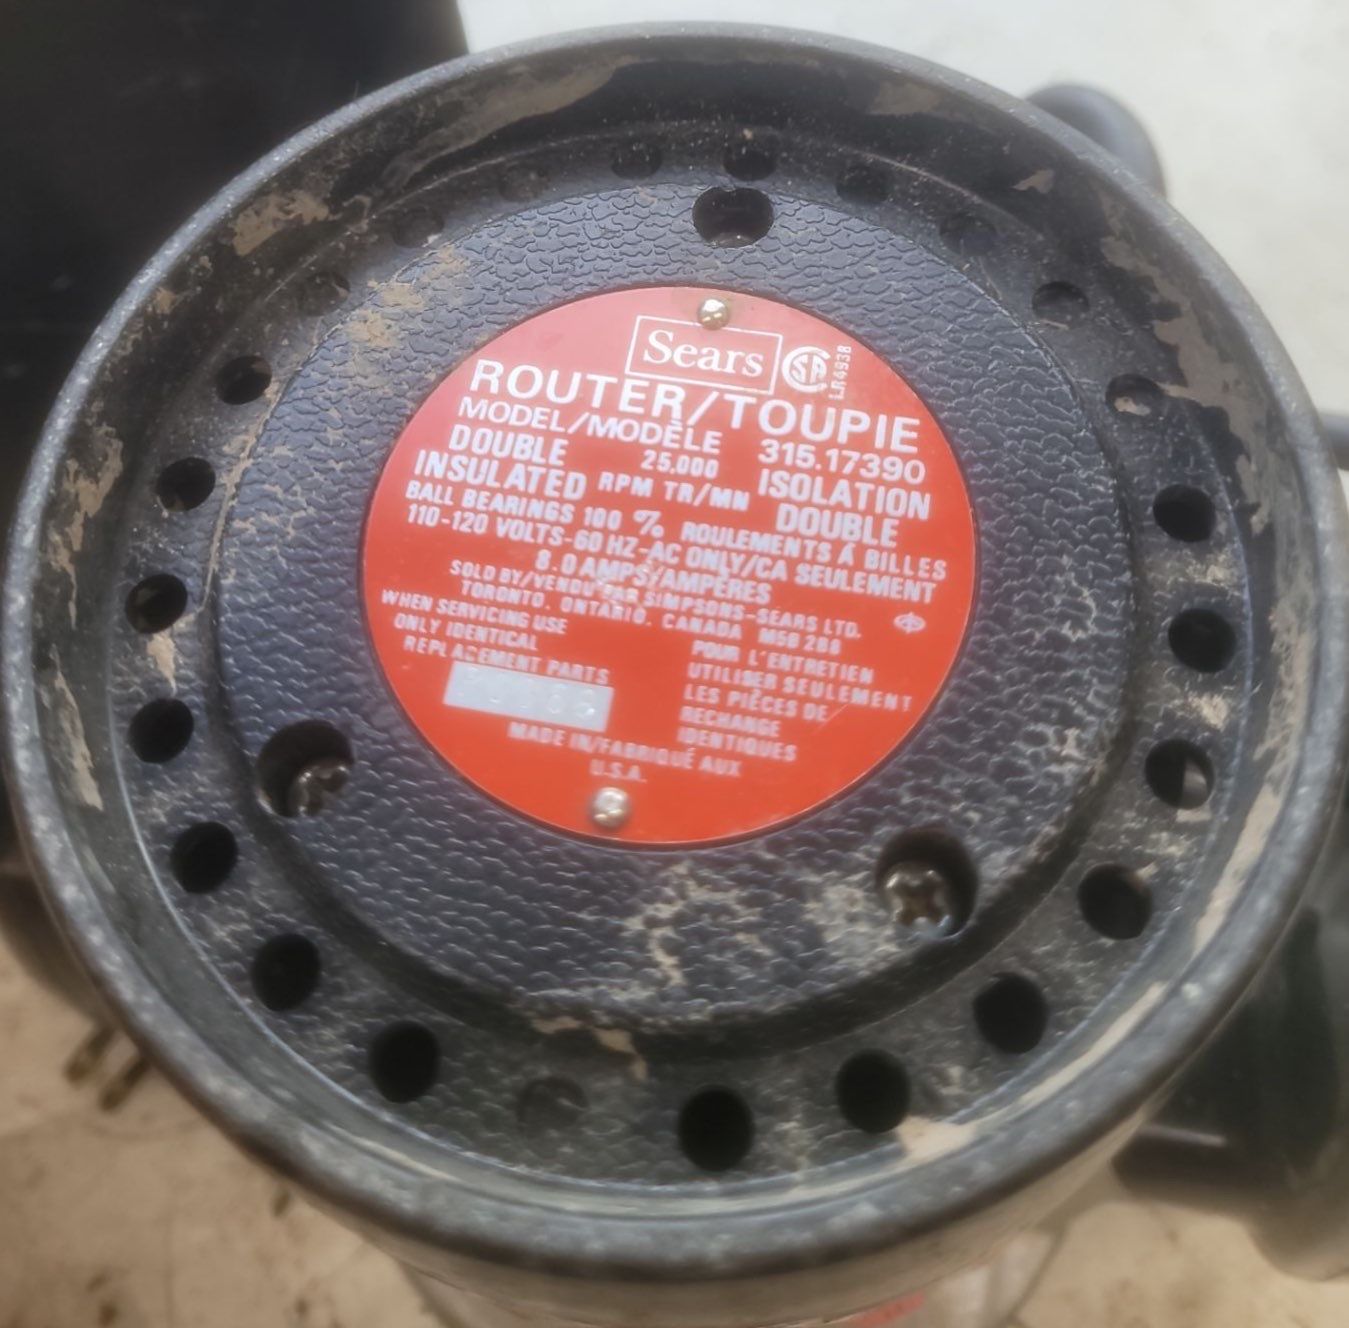 Sears
LR4938
ROUTER/TOUPIE
MODEL/MODÈLE 315.17390
DOUBLE INSULATED
25,000 RPM TR/MN
ISOLATION DOUBLE
BALL BEARINGS 100 % ROULEMENTS À BILLES
110-120 VOLTS-60 HZ-AC ONLY/CA SEULEMENT
8.0 AMPS/AMPÈRES
SOLD BY/VENDU PAR SIMPSONS-SEARS LTD.
TORONTO, ONTARIO, CANADA M5B 2B8
WHEN SERVICING USE
ONLY IDENTICAL
REPLACEMENT PARTS
POUR L'ENTRETIEN
UTILISER SEULEMENT
LES PIÈCES DE
RECHANGE
IDENTIQUES
MADE IN/FABRIQUÉ AUX
U.S.A.